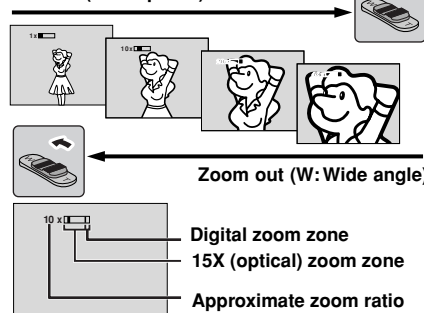 1x
10x
Zoom out (W: Wide angle)
10 x
Digital zoom zone
15X (optical) zoom zone
Approximate zoom ratio